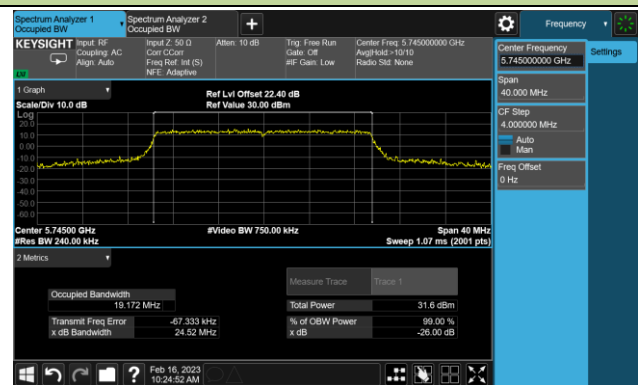 Spectrum Analyzer 1
Occupied BW
Spectrum Analyzer 2
Occupied BW
Frequency
KEYSIGHT
Input: RF
Coupling: AC
Align: Auto
Input Z: 50 Ω
Corr CCorr
Freq Ref: Int (S)
NFE: Adaptive
Atten: 10 dB
Trig: Free Run
Gate: Off
#IF Gain: Low
Center Freq: 5.745000000 GHz
Avg|Hold:>10/10
Radio Std: None
LXI
Center Frequency
5.745000000 GHz
Settings
Span
40.000 MHz
CF Step
4.000000 MHz
Auto
Man
Freq Offset
0 Hz
1 Graph
Scale/Div 10.0 dB
Ref Lvl Offset 22.40 dB
Ref Value 30.00 dBm
Log
20.0
10.0
0.00
-10.0
-20.0
-30.0
-40.0
-50.0
-60.0
Center 5.74500 GHz
#Res BW 240.00 kHz
#Video BW 750.00 kHz
Span 40 MHz
Sweep 1.07 ms (2001 pts)
2 Metrics
Measure Trace
Trace 1
Occupied Bandwidth
19.172 MHz
Total Power
31.6 dBm
Transmit Freq Error
-67.333 kHz
% of OBW Power
99.00 %
x dB Bandwidth
24.52 MHz
x dB
-26.00 dB
Feb 16, 2023
10:24:52 AM